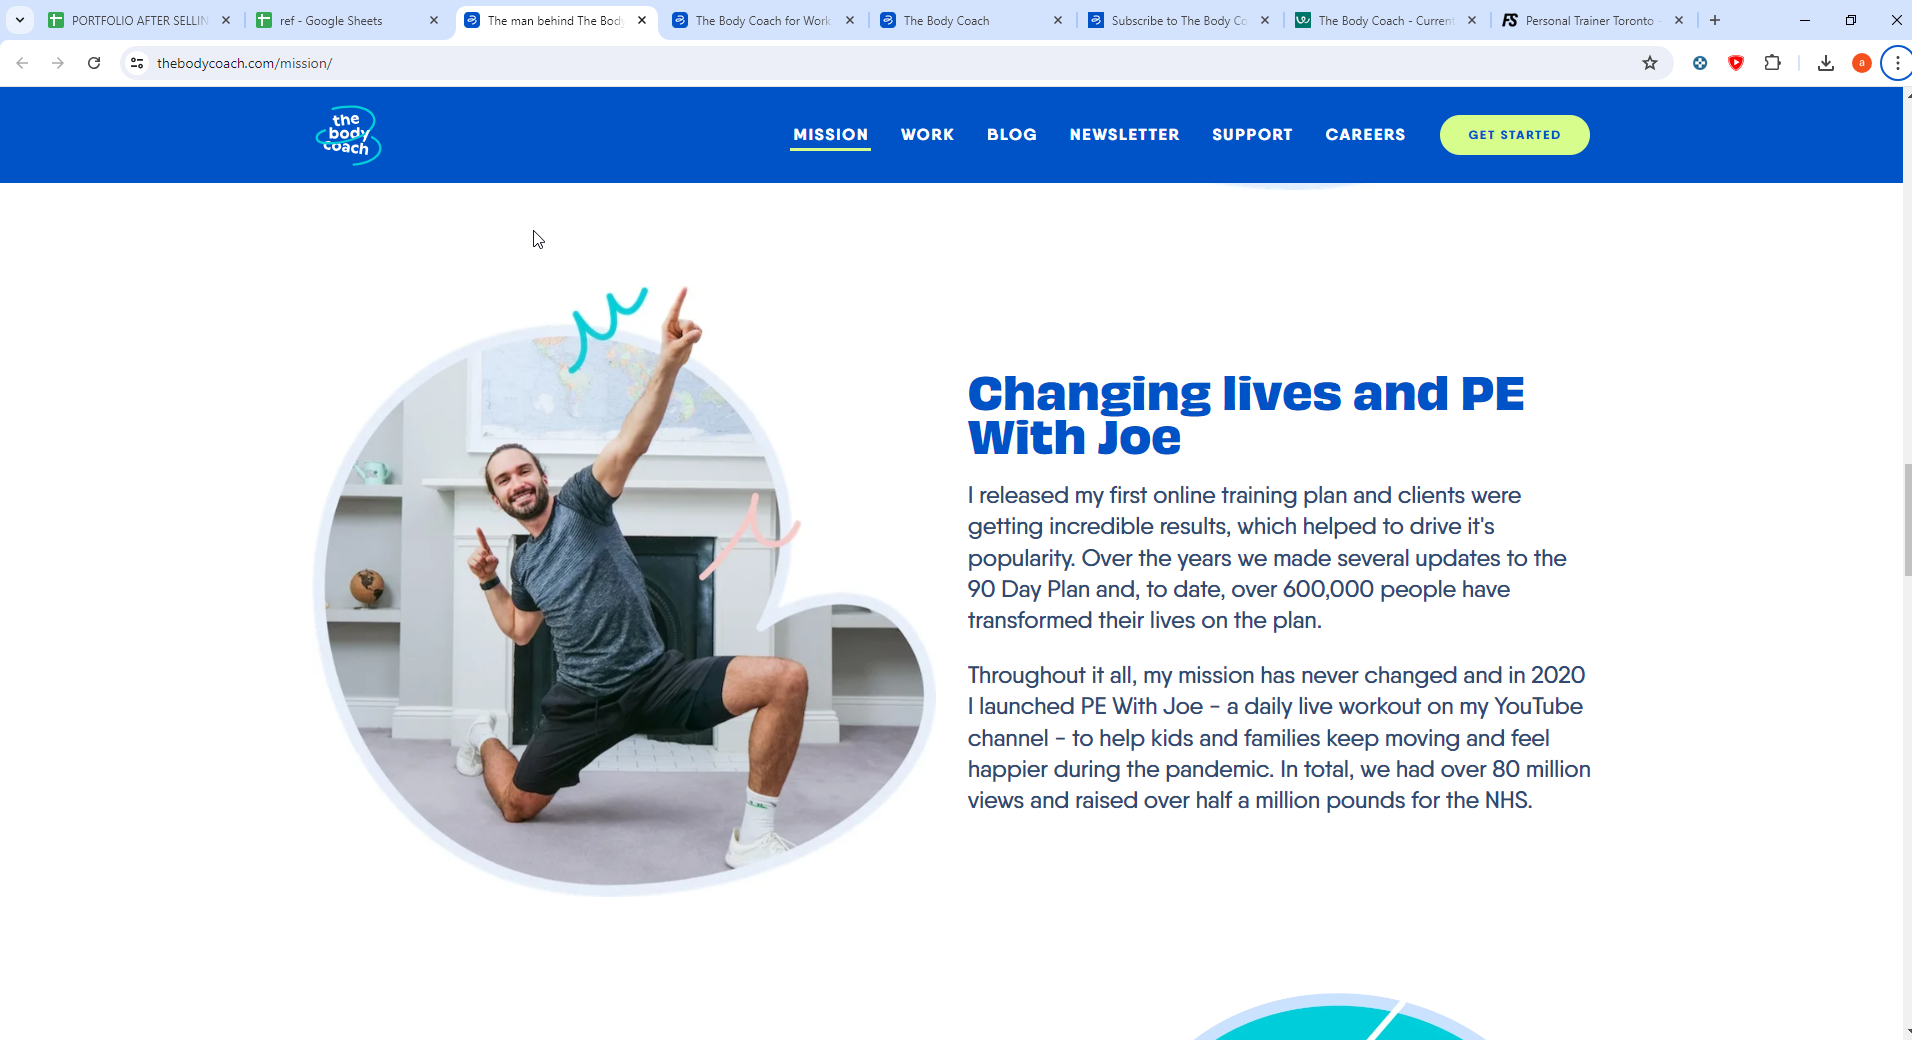 PORTFOLIO AFTER SELLIN
ref - Google Sheets
The man behind The Body
The Body Coach for Work
The Body Coach
Subscribe to The Body Co
The Body Coach - Current
Personal Trainer Toronto -
thebodycoach.com/mission/
a
the
body
coach
MISSION
WORK
BLOG
NEWSLETTER
SUPPORT
CAREERS
GET STARTED
Changing lives and PE
With Joe
I released my first online training plan and clients were
getting incredible results, which helped to drive it's
popularity. Over the years we made several updates to the
90 Day Plan and, to date, over 600,000 people have
transformed their lives on the plan.
Throughout it all, my mission has never changed and in 2020
I launched PE With Joe - a daily live workout on my YouTube
channel - to help kids and families keep moving and feel
happier during the pandemic. In total, we had over 80 million
views and raised over half a million pounds for the NHS.